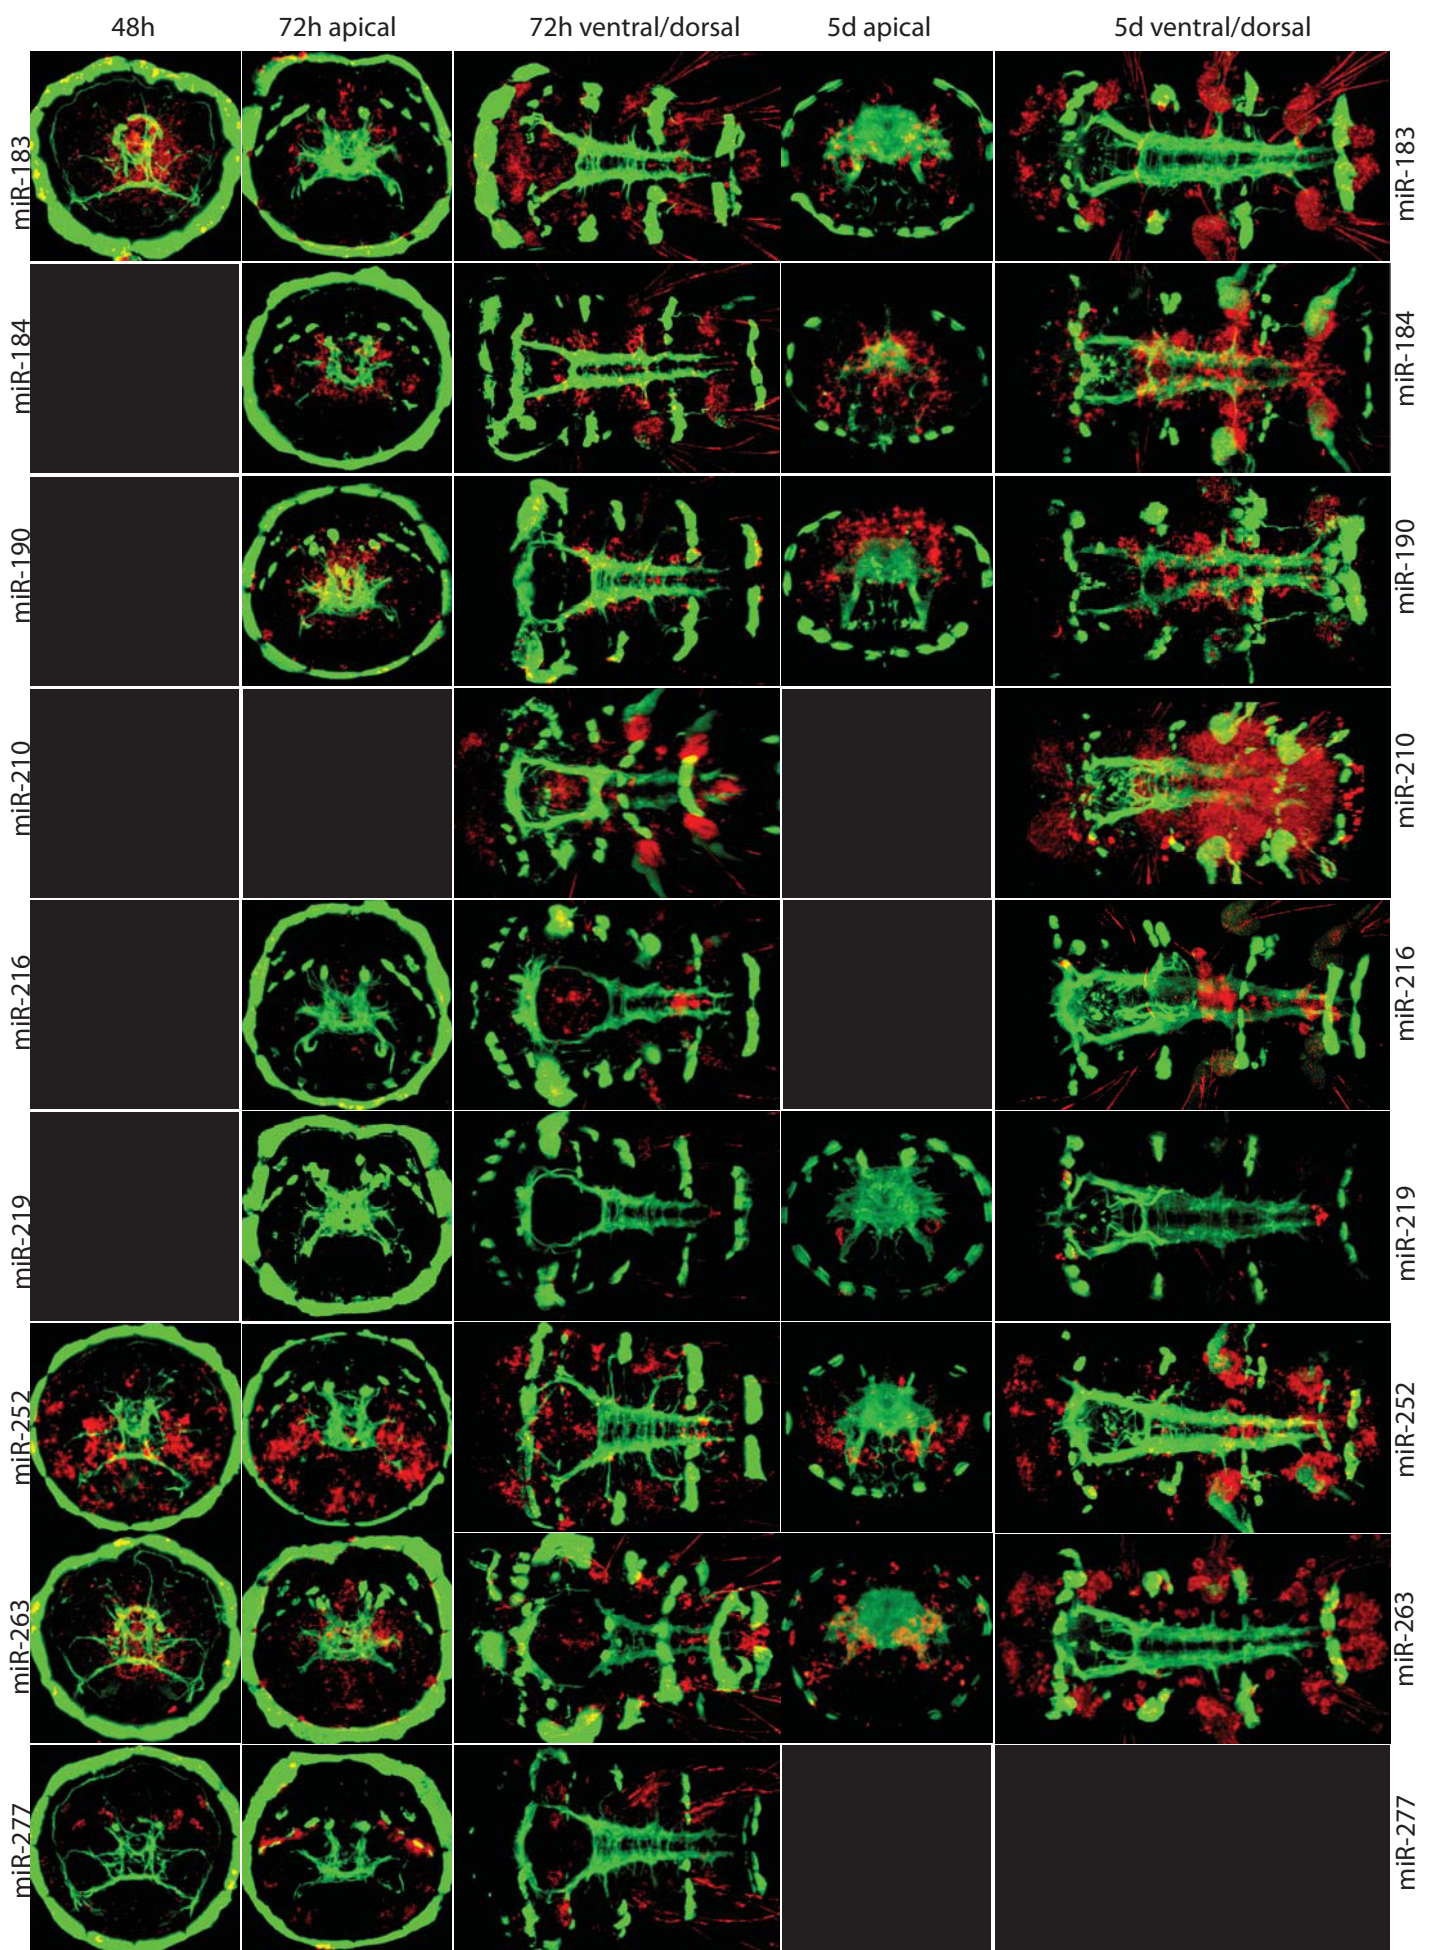 48h 72h apical 72h ventral/dorsal 5d apical 5d ventral/dorsal
miR-183 miR-183
miR-184 miR-184
miR-190 miR-190
miR-210 miR-210
miR-216 miR-216
miR-219 miR-219
miR-252 miR-252
miR-263 miR-263
miR-277 miR-277